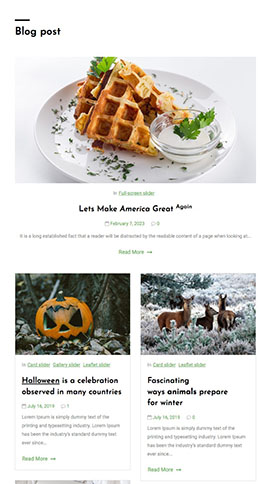 Blog post
In Full-screen slider
Lets Make America Great Again
February 7, 2023 0
It is a long established fact that a reader will be distracted by the readable content of a page when looking at...
Read More →
In Card slider Gallery slider Leaflet slider
Halloween is a celebration
observed in many countries
July 16, 2019 1
Lorem Ipsum is simply dummy text of the printing and typesetting industry. Lorem Ipsum has been the industry's standard dummy text ever since...
Read More →
In Card slider Leaflet slider
Fascinating
ways animals prepare
for winter
July 16, 2019 0
Lorem Ipsum is simply dummy text of the printing and typesetting industry. Lorem Ipsum has been the industry's standard dummy text ever since...
Read More →